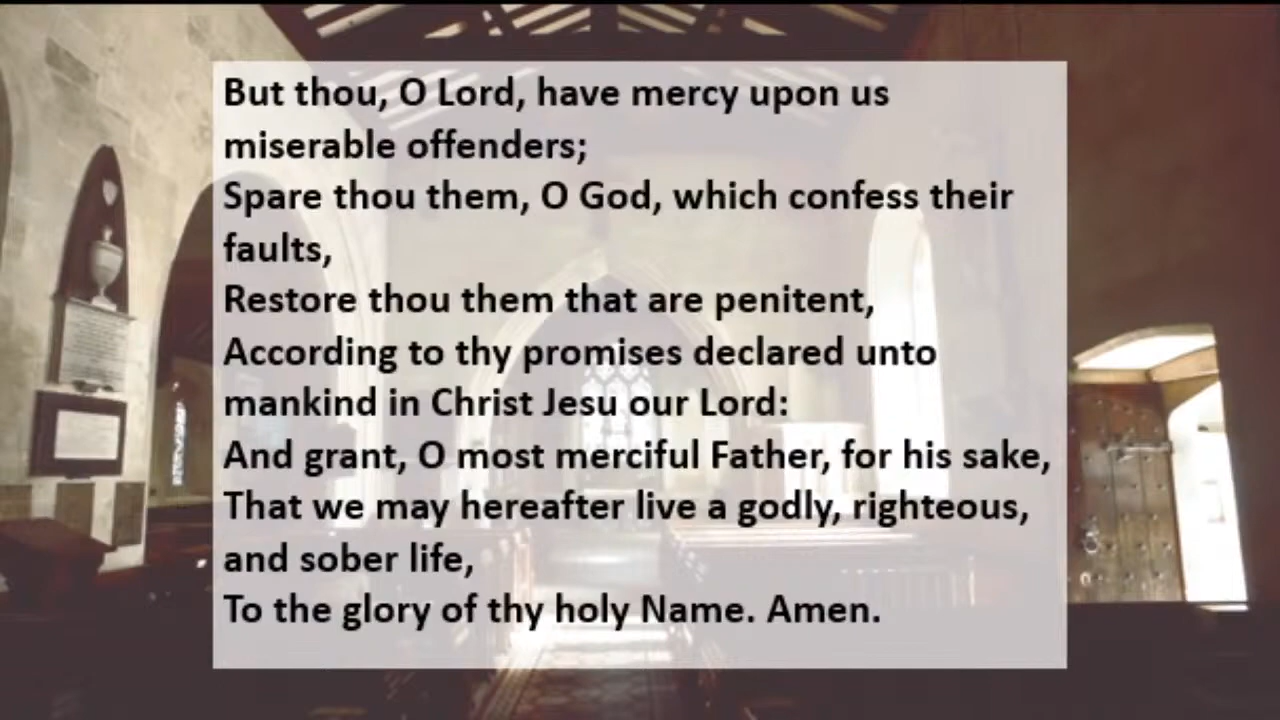 But thou, O Lord, have mercy upon us
miserable offenders;
Spare thou them, O God, which confess their
faults,
Restore thou them that are penitent,
According to thy promises declared unto
mankind in Christ Jesu our Lord:
And grant, O most merciful Father, for his sake,
That we may hereafter live a godly, righteous,
and sober life,
To the glory of thy holy Name. Amen.